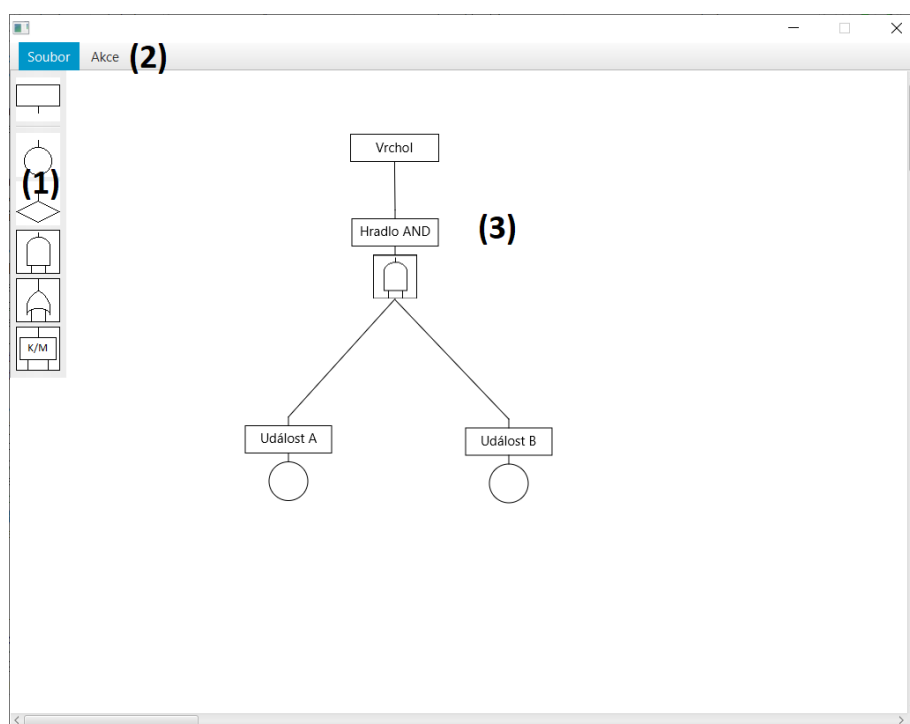 Soubor Akce (2)
Vrchol
(1)
Hradlo AND (3)
K/M
Událost A Událost B